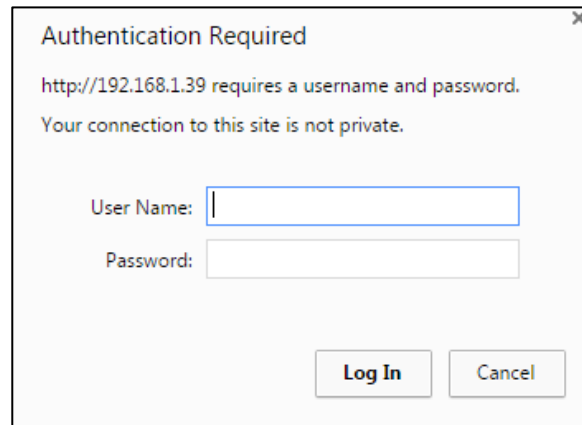 Authentication Required
http://192.168.1.39 requires a username and password.
Your connection to this site is not private.
User Name:
Password:
Log In Cancel